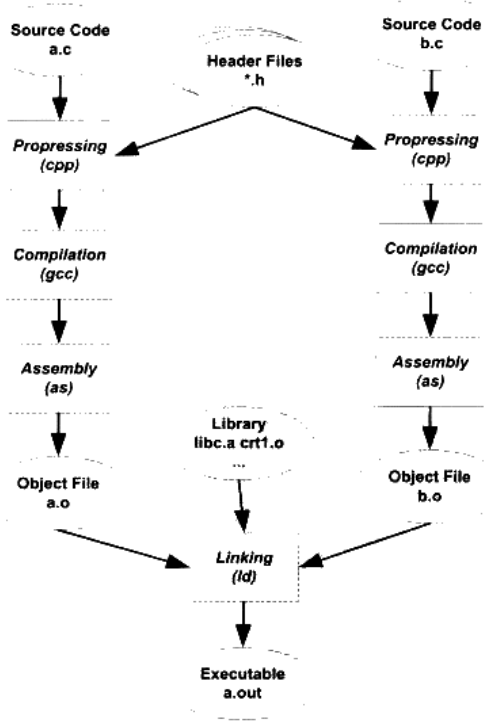 Source Code
a.c
Header Files
*.h
Source Code
b.c
Propressing
(cpp)
Propressing
(cpp)
Compilation
(gcc)
Compilation
(gcc)
Assembly
(as)
Assembly
(as)
Library
libc.a crt1.o
...
Object File
a.o
Object File
b.o
Linking
(ld)
Executable
a.out